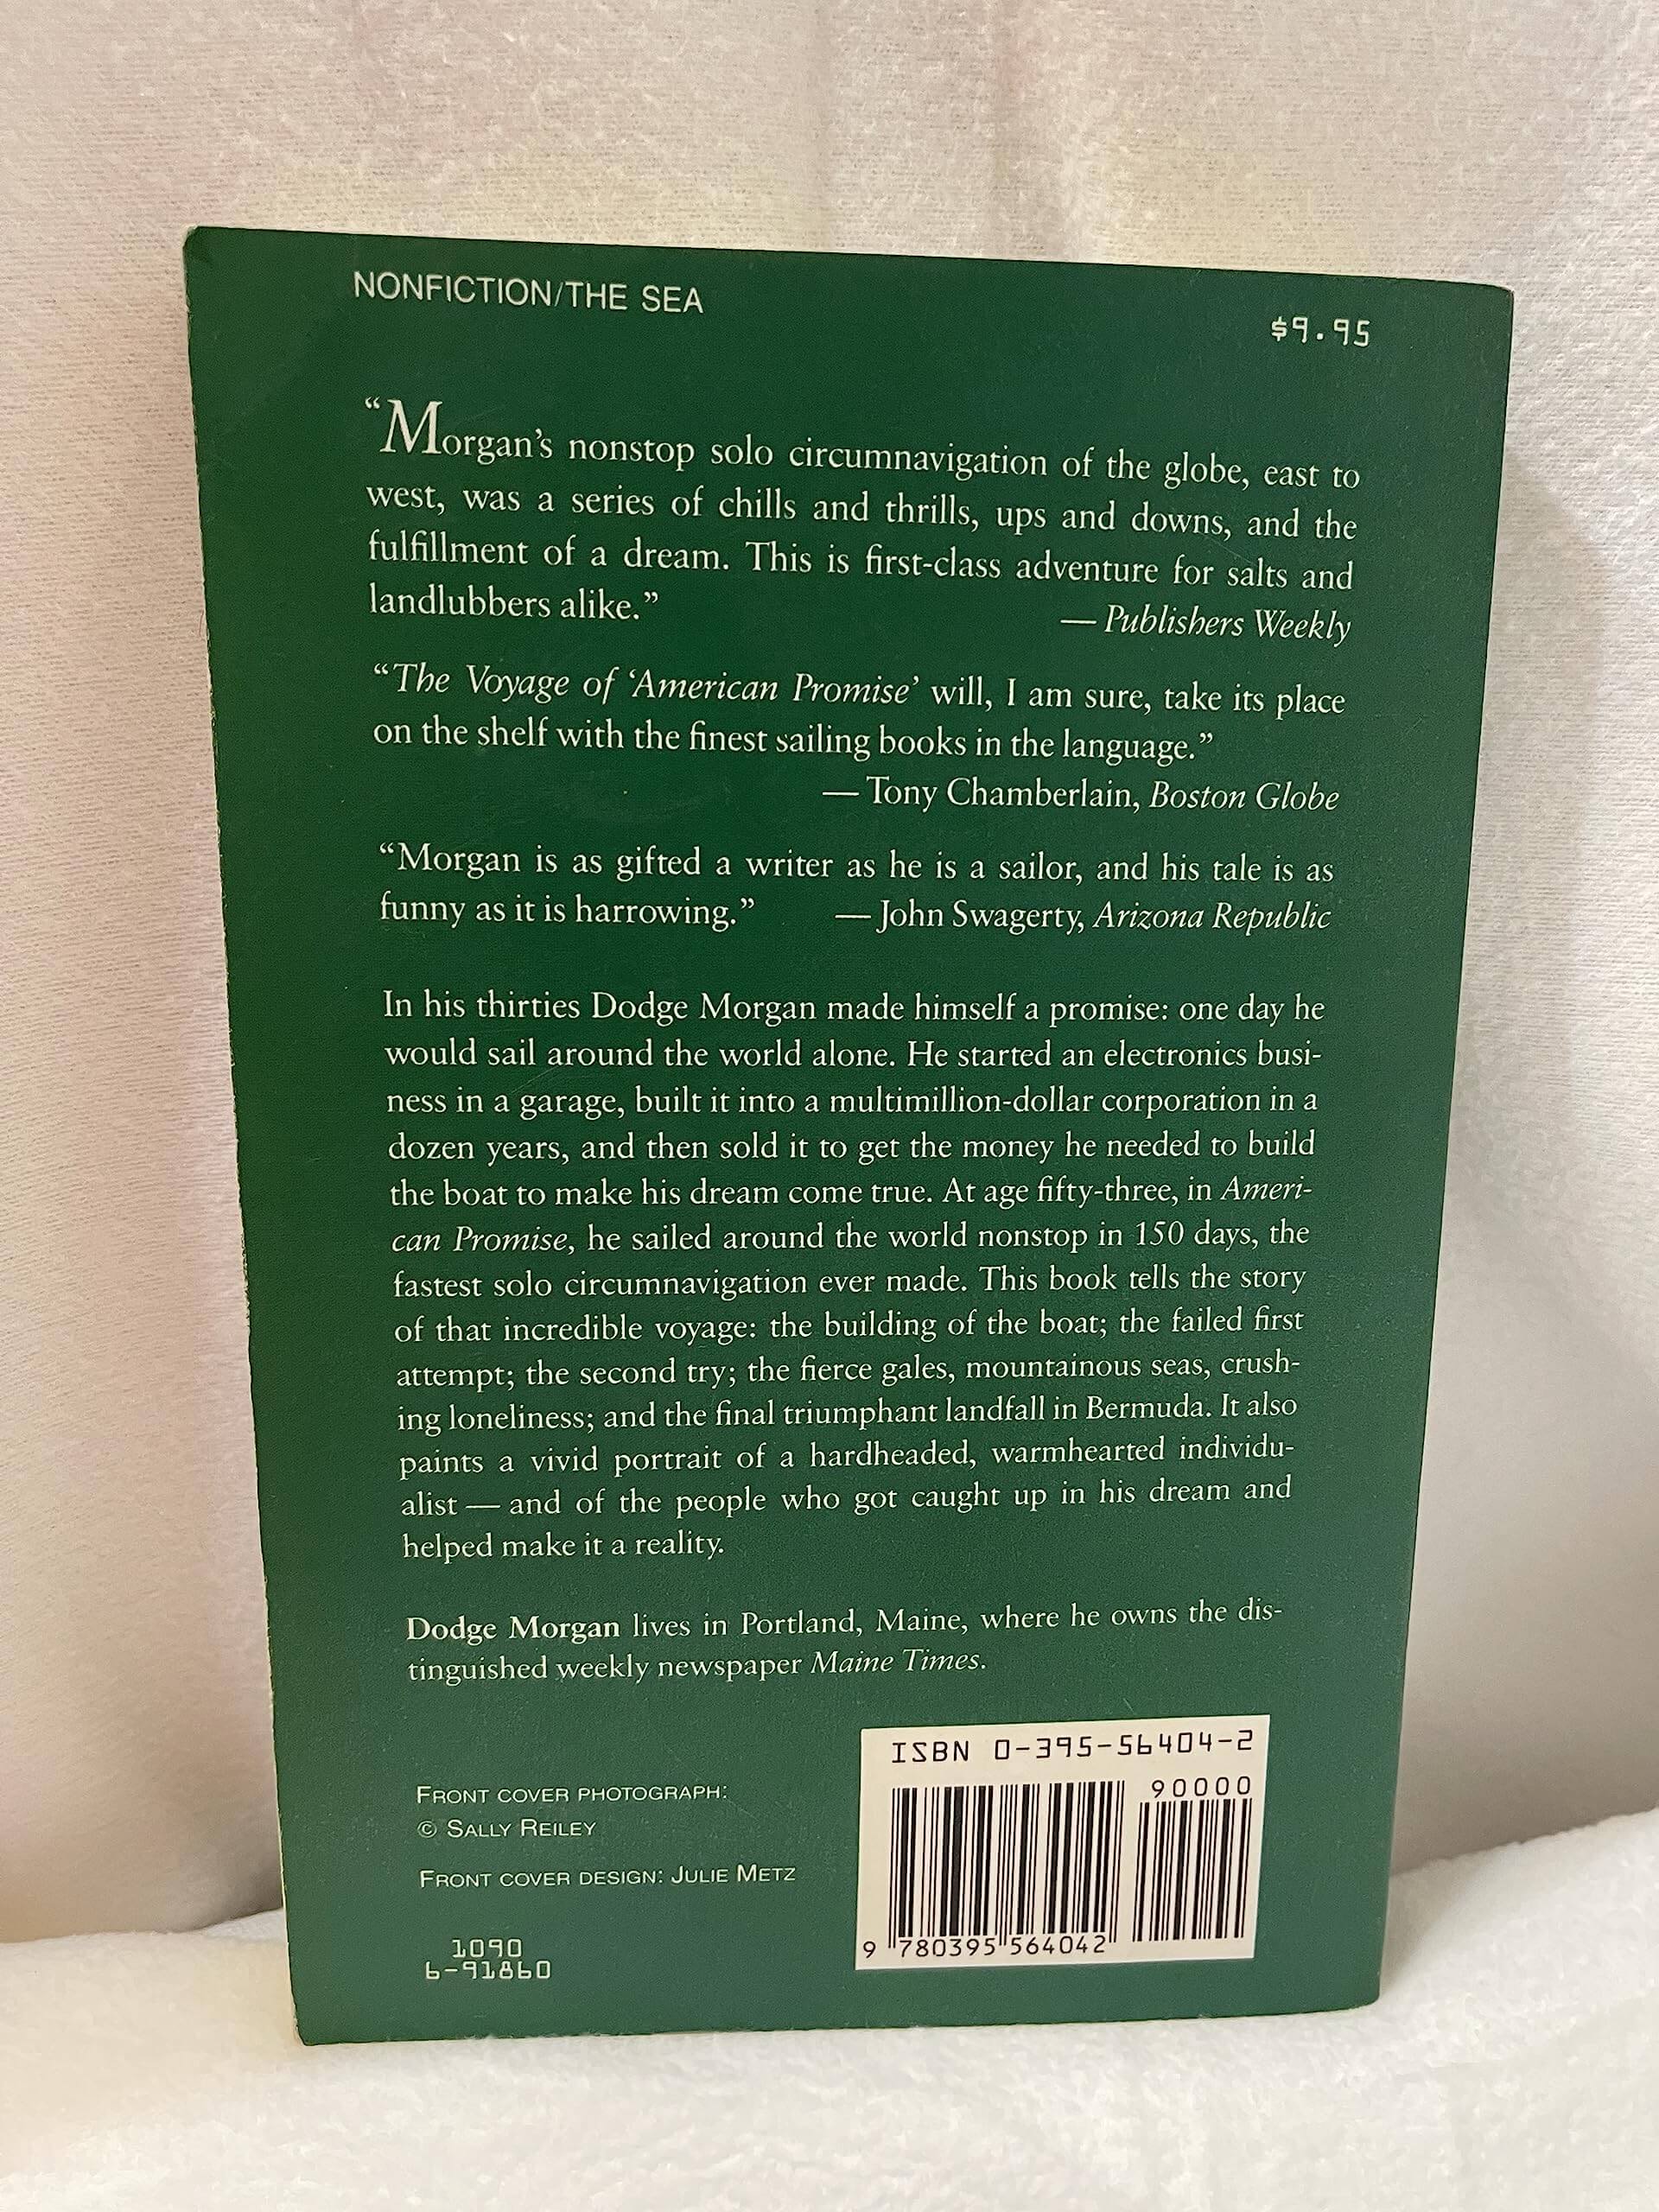 NONFICTION/THE SEA
$9.95
“Morgan’s nonstop solo circumnavigation of the globe, east to
west, was a series of chills and thrills, ups and downs, and the
fulfillment of a dream. This is first-class adventure for salts and
landlubbers alike.” — Publishers Weekly
“The Voyage of ‘American Promise’ will, I am sure, take its place
on the shelf with the finest sailing books in the language.”
— Tony Chamberlain, Boston Globe
“Morgan is as gifted a writer as he is a sailor, and his tale is as
funny as it is harrowing.” — John Swagerty, Arizona Republic
In his thirties Dodge Morgan made himself a promise: one day he
would sail around the world alone. He started an electronics busi-
ness in a garage, built it into a multimillion-dollar corporation in a
dozen years, and then sold it to get the money he needed to build
the boat to make his dream come true. At age fifty-three, in Ameri-
can Promise, he sailed around the world nonstop in 150 days, the
fastest solo circumnavigation ever made. This book tells the story
of that incredible voyage: the building of the boat; the failed first
attempt; the second try; the fierce gales, mountainous seas, crush-
ing loneliness; and the final triumphant landfall in Bermuda. It also
paints a vivid portrait of a hardheaded, warmhearted individu-
alist — and of the people who got caught up in his dream and
helped make it a reality.
Dodge Morgan lives in Portland, Maine, where he owns the dis-
tinguished weekly newspaper Maine Times.
FRONT COVER PHOTOGRAPH:
© SALLY REILEY
FRONT COVER DESIGN: JULIE METZ
1090
6-91860
ISBN 0-395-56404-2
90000
9 780395 564042